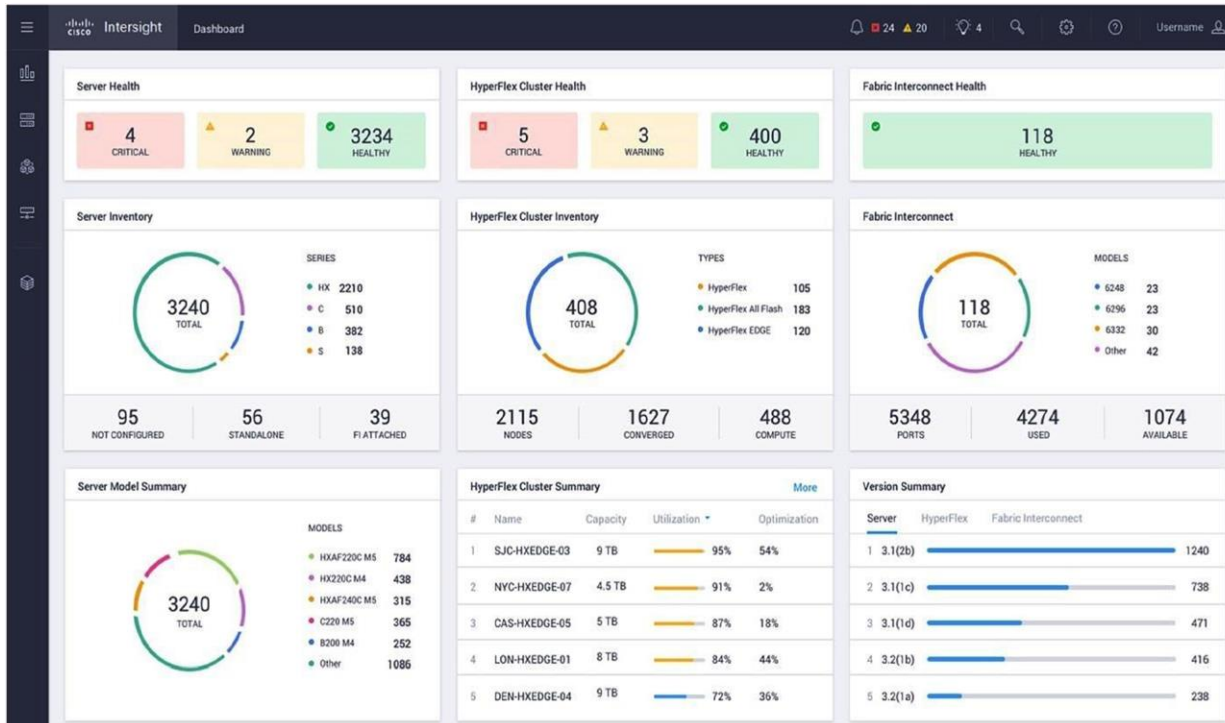 cisco Intersight Dashboard 24 20 4 Username
Server Health
4 2 3234
CRITICAL WARNING HEALTHY
HyperFlex Cluster Health
5 3 400
CRITICAL WARNING HEALTHY
Fabric Interconnect Health
118
HEALTHY
Server Inventory
3240
TOTAL
SERIES
HX 2210
C 510
B 382
S 138
95 56 39
NOT CONFIGURED STANDALONE FI ATTACHED
HyperFlex Cluster Inventory
408
TOTAL
TYPES
HyperFlex 105
HyperFlex All Flash 183
HyperFlex EDGE 120
2115 1627 488
NODES CONVERGED COMPUTE
Fabric Interconnect
118
TOTAL
MODELS
6248 23
6296 23
6332 30
Other 42
5348 4274 1074
PORTS USED AVAILABLE
Server Model Summary
3240
TOTAL
MODELS
HXAF220C M5 784
HX220C M4 438
HXAF240C M5 315
C220 M5 365
B200 M4 252
Other 1086
HyperFlex Cluster Summary More
# Name Capacity Utilization Optimization
1 SJC-HXEDGE-03 9 TB 95% 54%
2 NYC-HXEDGE-07 4.5 TB 91% 2%
3 CAS-HXEDGE-05 5 TB 87% 18%
4 LON-HXEDGE-01 8 TB 84% 44%
5 DEN-HXEDGE-04 9 TB 72% 36%
Version Summary
Server HyperFlex Fabric Interconnect
1 3.1(2b) 1240
2 3.1(1c) 738
3 3.1(1d) 471
4 3.2(1b) 416
5 3.2(1a) 238